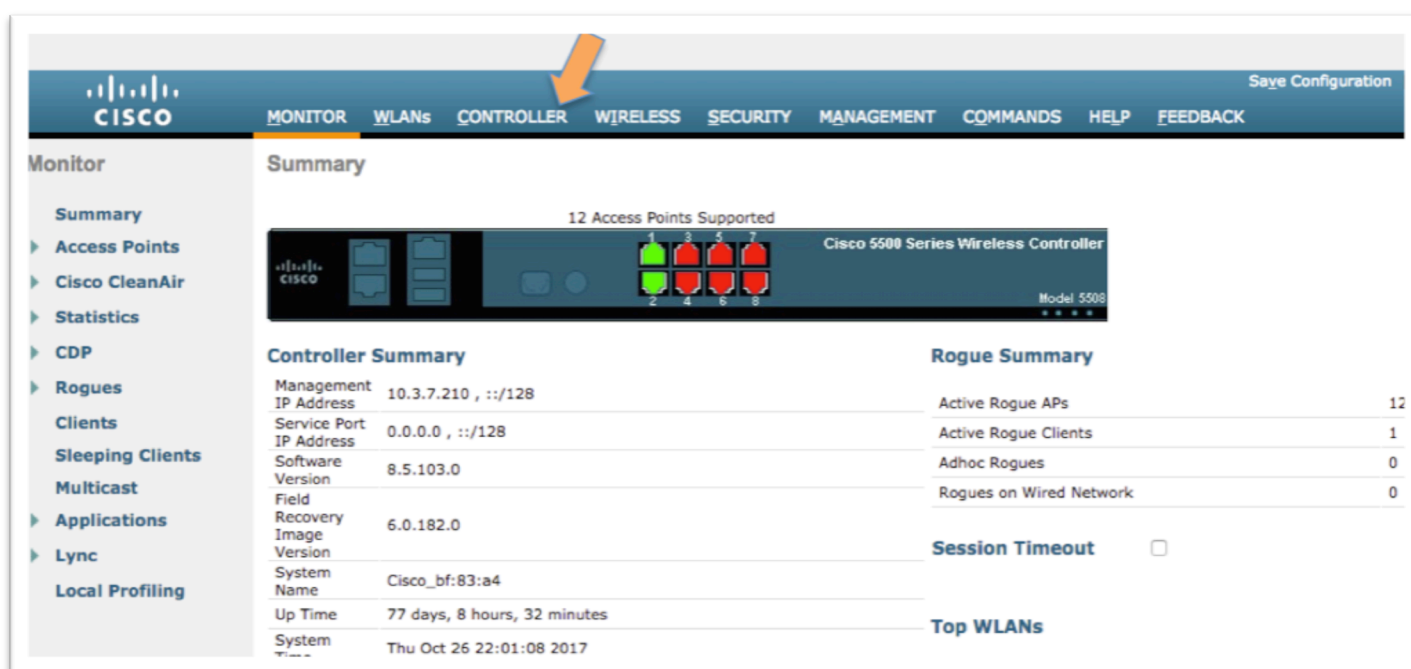 Save Configuration
CISCO
MONITOR WLANs CONTROLLER WIRELESS SECURITY MANAGEMENT COMMANDS HELP FEEDBACK
Monitor
Summary
Access Points
Cisco CleanAir
Statistics
CDP
Rogues
Clients
Sleeping Clients
Multicast
Applications
Lync
Local Profiling
Summary
12 Access Points Supported
CISCO
1 3 5 7
2 4 6 8
Cisco 5500 Series Wireless Controller
Model 5508
Controller Summary
Management IP Address 10.3.7.210 , ::/128
Service Port IP Address 0.0.0.0 , ::/128
Software Version 8.5.103.0
Field Recovery Image Version 6.0.182.0
System Name Cisco_bf:83:a4
Up Time 77 days, 8 hours, 32 minutes
System Time Thu Oct 26 22:01:08 2017
Rogue Summary
Active Rogue APs 12
Active Rogue Clients 1
Adhoc Rogues 0
Rogues on Wired Network 0
Session Timeout
Top WLANs